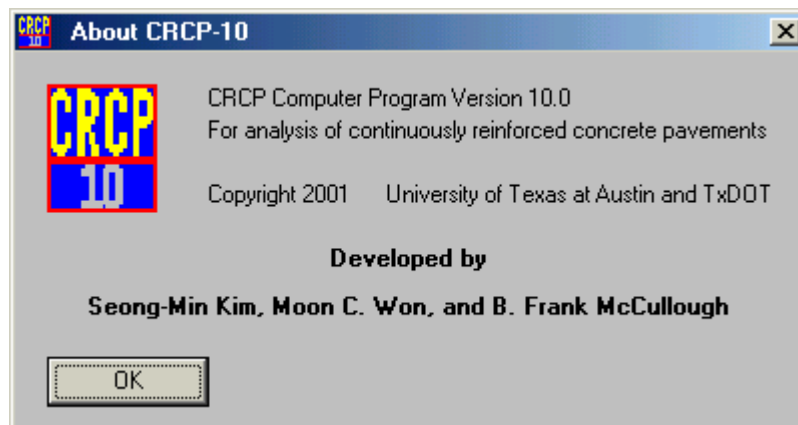 CRCP 10 About CRCP-10
CRCP
10
CRCP Computer Program Version 10.0
For analysis of continuously reinforced concrete pavements
Copyright 2001 University of Texas at Austin and TxDOT
Developed by
Seong-Min Kim, Moon C. Won, and B. Frank McCullough
OK